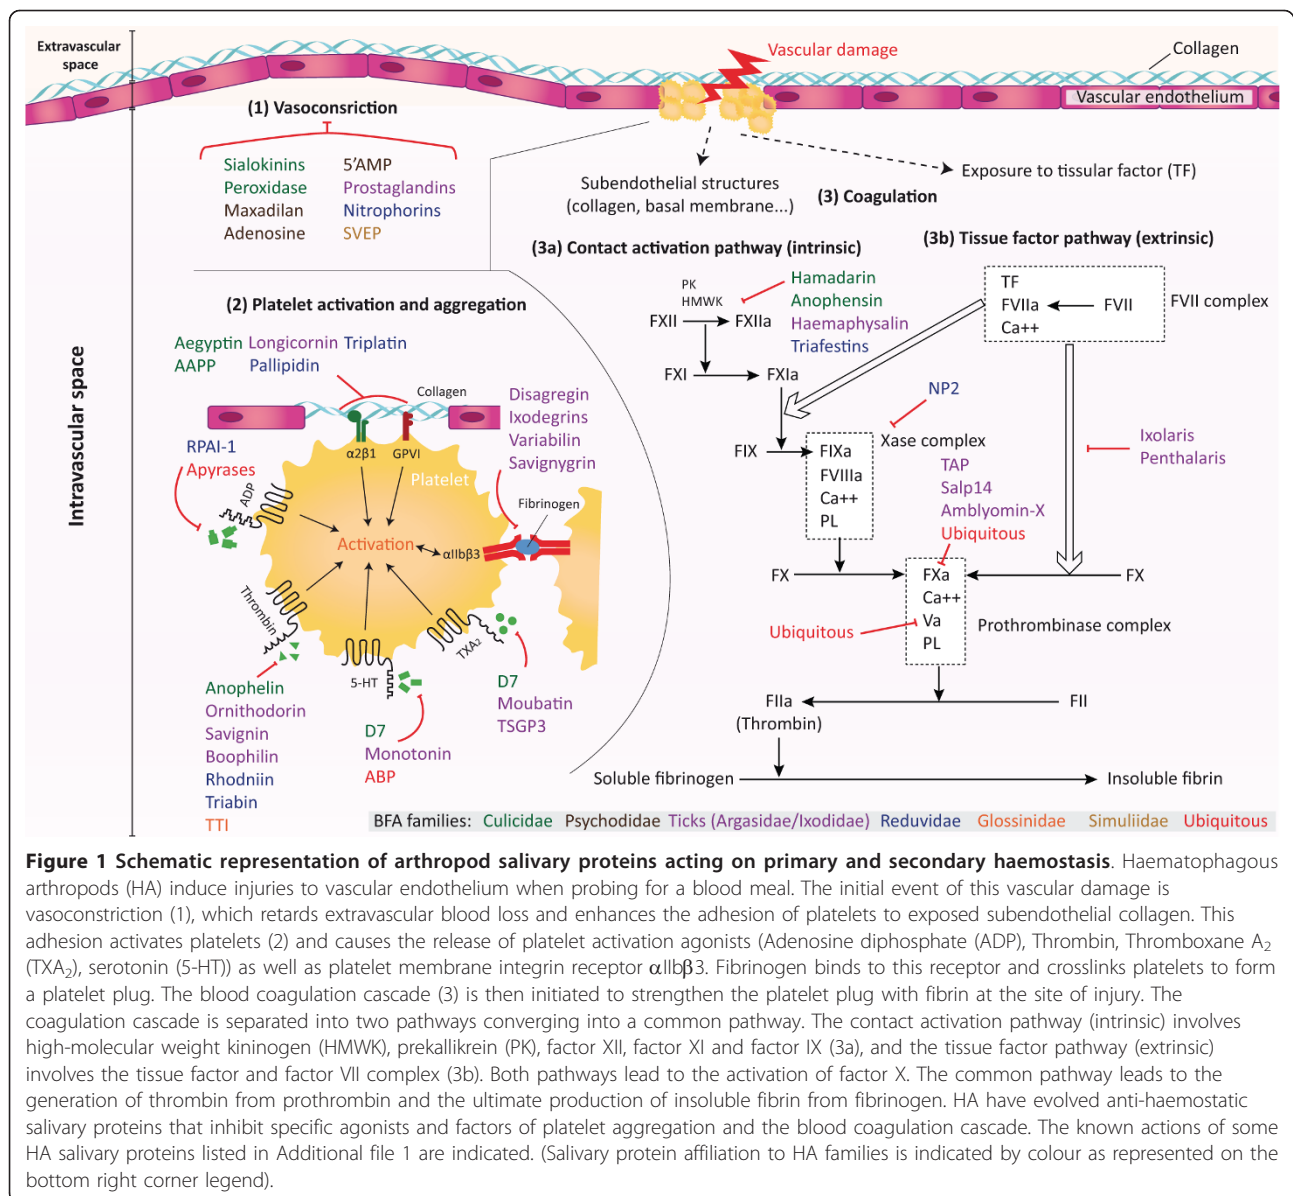 Extravascular
space
Vascular damage
Collagen
Vascular endothelium
(1) Vasoconsriction
Sialokinins 5'AMP
Peroxidase Prostaglandins
Maxadilan Nitrophorins
Adenosine SVEP
Subendothelial structures
(collagen, basal membrane...)
Exposure to tissular factor (TF)
(3) Coagulation
(3a) Contact activation pathway (intrinsic)
(3b) Tissue factor pathway (extrinsic)
PK
HMWK
FXII
FXIIa
Hamadarin
Anophensin
Haemaphysalin
Triafestins
TF
FVIIa
FVII
Ca++
FVII complex
FXI
FXIa
NP2
Xase complex
FIX
FIXa
FVIIIa
Ca++
PL
TAP
Salp14
Amblyomin-X
Ubiquitous
Ixolaris
Penthalaris
FX
FXa
Ca++
Va
PL
FX
Ubiquitous
Prothrombinase complex
FIIa
(Thrombin)
FII
Soluble fibrinogen
Insoluble fibrin
Intravascular space
(2) Platelet activation and aggregation
Aegyptin Longicornin Triplatin
AAPP Pallipidin
Collagen
Disagregin
Ixodegrins
Variabilin
Savignygrin
RPAI-1
Apyrases
α2β1
GPVI
Platelet
ADP
Fibrinogen
Activation
αIIbβ3
Thrombin
5-HT
TXA₂
Anophelin
Ornithodorin
Savignin
Boophilin
Rhodniin
Triabin
TTI
D7
Monotonin
ABP
D7
Moubatin
TSGP3
BFA families: Culicidae Psychodidae Ticks (Argasidae/Ixodidae) Reduvidae Glossinidae Simuliidae Ubiquitous
Figure 1 Schematic representation of arthropod salivary proteins acting on primary and secondary haemostasis. Haematophagous
arthropods (HA) induce injuries to vascular endothelium when probing for a blood meal. The initial event of this vascular damage is
vasoconstriction (1), which retards extravascular blood loss and enhances the adhesion of platelets to exposed subendothelial collagen. This
adhesion activates platelets (2) and causes the release of platelet activation agonists (Adenosine diphosphate (ADP), Thrombin, Thromboxane A₂
(TXA₂), serotonin (5-HT)) as well as platelet membrane integrin receptor αIIbβ3. Fibrinogen binds to this receptor and crosslinks platelets to form
a platelet plug. The blood coagulation cascade (3) is then initiated to strengthen the platelet plug with fibrin at the site of injury. The
coagulation cascade is separated into two pathways converging into a common pathway. The contact activation pathway (intrinsic) involves
high-molecular weight kininogen (HMWK), prekallikrein (PK), factor XII, factor XI and factor IX (3a), and the tissue factor pathway (extrinsic)
involves the tissue factor and factor VII complex (3b). Both pathways lead to the activation of factor X. The common pathway leads to the
generation of thrombin from prothrombin and the ultimate production of insoluble fibrin from fibrinogen. HA have evolved anti-haemostatic
salivary proteins that inhibit specific agonists and factors of platelet aggregation and the blood coagulation cascade. The known actions of some
HA salivary proteins listed in Additional file 1 are indicated. (Salivary protein affiliation to HA families is indicated by colour as represented on the
bottom right corner legend).